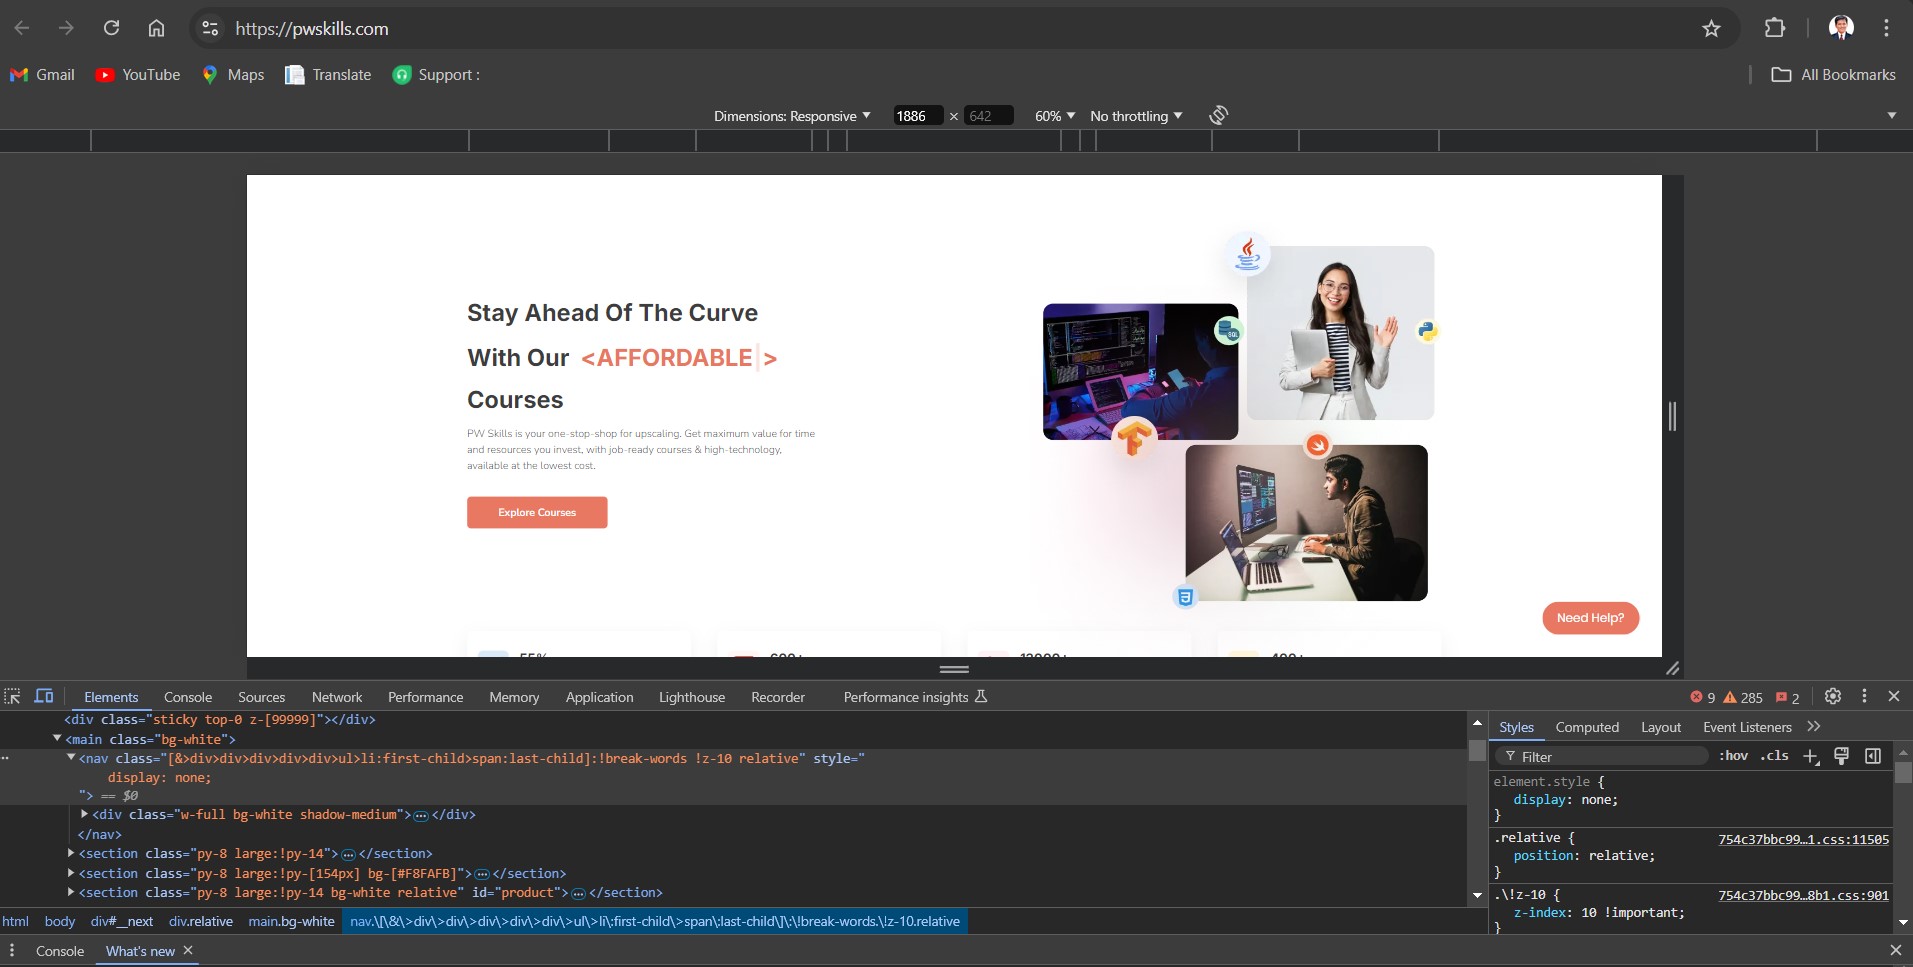 https://pwskills.com
Gmail YouTube Maps Translate Support : All Bookmarks
Dimensions: Responsive 1886 × 642 60% No throttling
Stay Ahead Of The Curve
With Our <AFFORDABLE >
Courses
PW Skills is your one-stop-shop for upscaling. Get maximum value for time
and resources you invest, with job-ready courses & high-technology,
available at the lowest cost.
Explore Courses
SQL
Need Help?
55% 600+ 12000+ 400+
Elements Console Sources Network Performance Memory Application Lighthouse Recorder Performance insights 9 285 2
<div class="sticky top-0 z-[99999]"></div>
<main class="bg-white">
<nav class="[&>div>div>div>div>div>ul>li:first-child>span:last-child]:!break-words !z-10 relative" style="
display: none;
"> == $0
<div class="w-full bg-white shadow-medium">…</div>
</nav>
<section class="py-8 large:!py-14">…</section>
<section class="py-8 large:!py-[154px] bg-[#F8FAFB]">…</section>
<section class="py-8 large:!py-14 bg-white relative" id="product">…</section>
html body div#__next div.relative main.bg-white nav.\[\&\>div\>div\>div\>div\>div\>ul\>li\:first-child\>span\:last-child\]\:\!break-words.\!z-10.relative
Styles Computed Layout Event Listeners
Filter :hov .cls
element.style {
display: none;
}
.relative { 754c37bbc99…1.css:11505
position: relative;
}
.\!z-10 { 754c37bbc99…8b1.css:901
z-index: 10 !important;
}
Console What's new